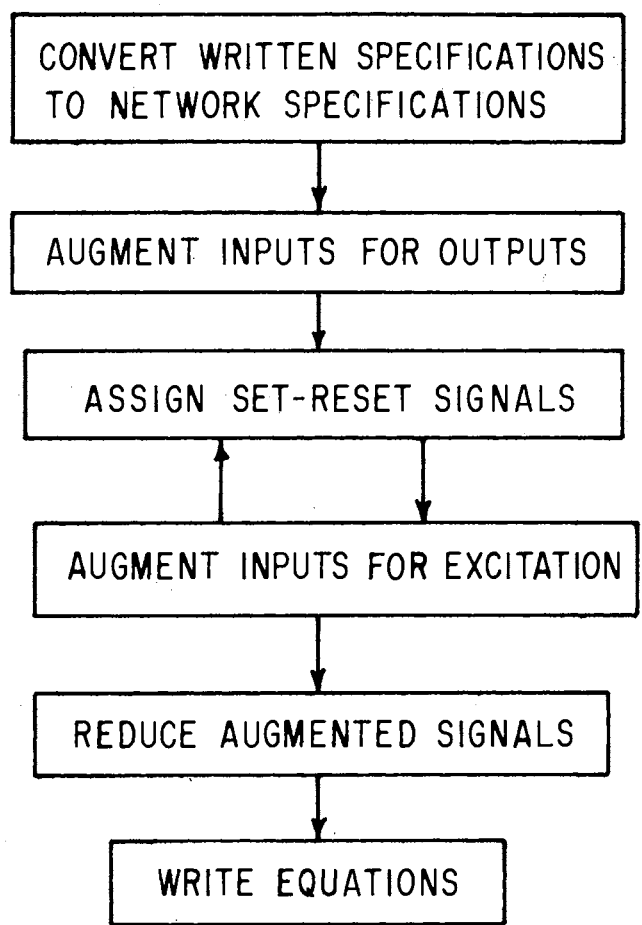 CONVERT WRITTEN SPECIFICATIONS
TO NETWORK SPECIFICATIONS
AUGMENT INPUTS FOR OUTPUTS
ASSIGN SET-RESET SIGNALS
AUGMENT INPUTS FOR EXCITATION
REDUCE AUGMENTED SIGNALS
WRITE EQUATIONS